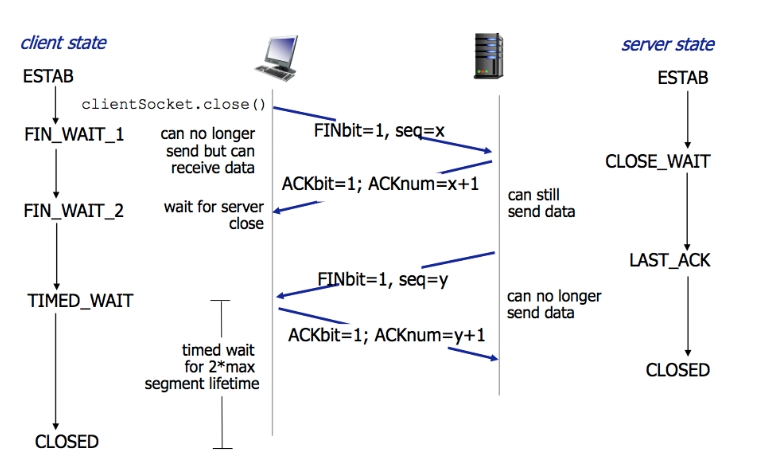 client state
server state
ESTAB
ESTAB
clientSocket.close()
FINbit=1, seq=x
FIN_WAIT_1
can no longer
send but can
receive data
CLOSE_WAIT
ACKbit=1; ACKnum=x+1
FIN_WAIT_2
wait for server
close
can still
send data
LAST_ACK
FINbit=1, seq=y
TIMED_WAIT
can no longer
send data
ACKbit=1; ACKnum=y+1
timed wait
for 2*max
segment lifetime
CLOSED
CLOSED